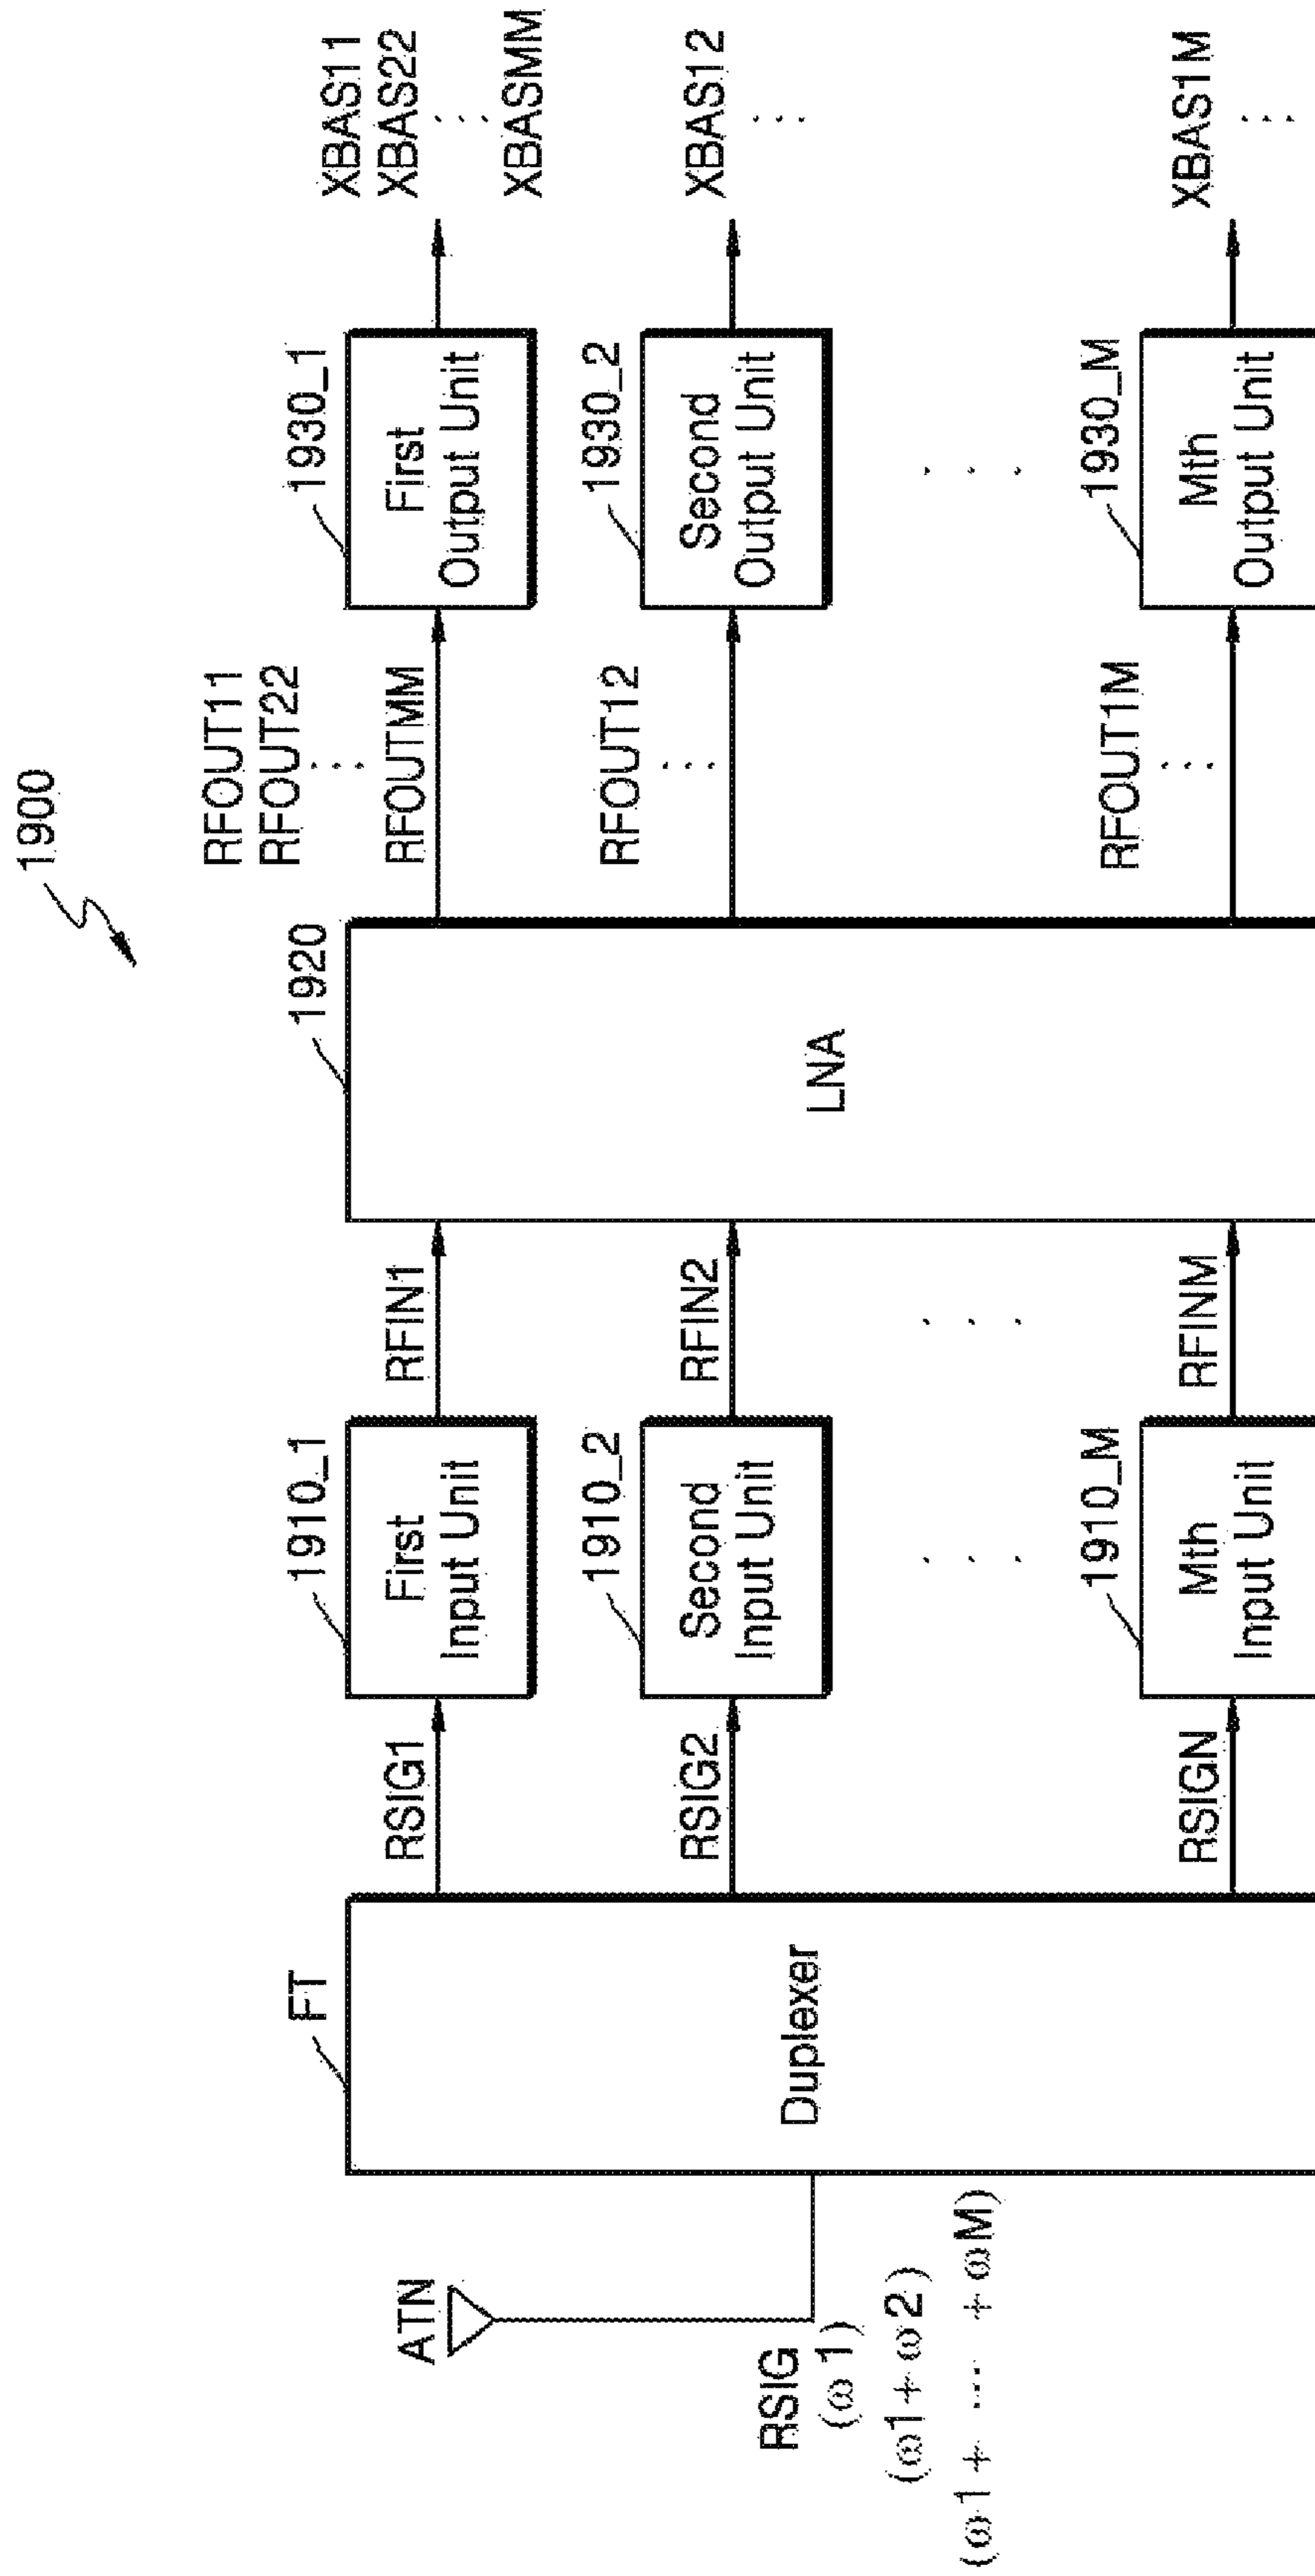 1900
ATN
RSIG
(ω1)
(ω1+ω2)
(ω1+ ··· +ωM)
FT
Duplexer
RSIG1
RSIG2
RSIGN
1910_1
First
Input Unit
1910_2
Second
Input Unit
. . .
1910_M
Mth
Input Unit
RFIN1
RFIN2
. . .
RFINM
1920
LNA
RFOUT11
RFOUT22
. . .
RFOUTMM
RFOUT12
. . .
RFOUT1M
. . .
1930_1
First
Output Unit
1930_2
Second
Output Unit
. . .
1930_M
Mth
Output Unit
XBAS11
XBAS22
. . .
XBASMM
XBAS12
. . .
XBAS1M
. . .